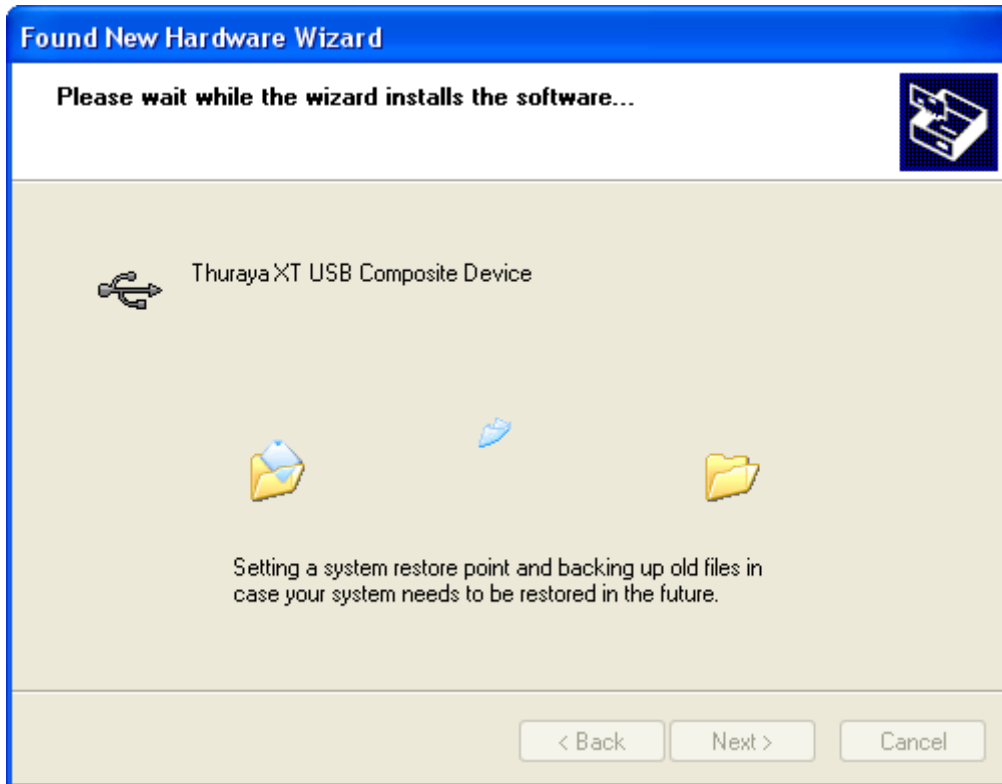 Found New Hardware Wizard
Please wait while the wizard installs the software...
Thuraya XT USB Composite Device
Setting a system restore point and backing up old files in
case your system needs to be restored in the future.
< Back
Next >
Cancel